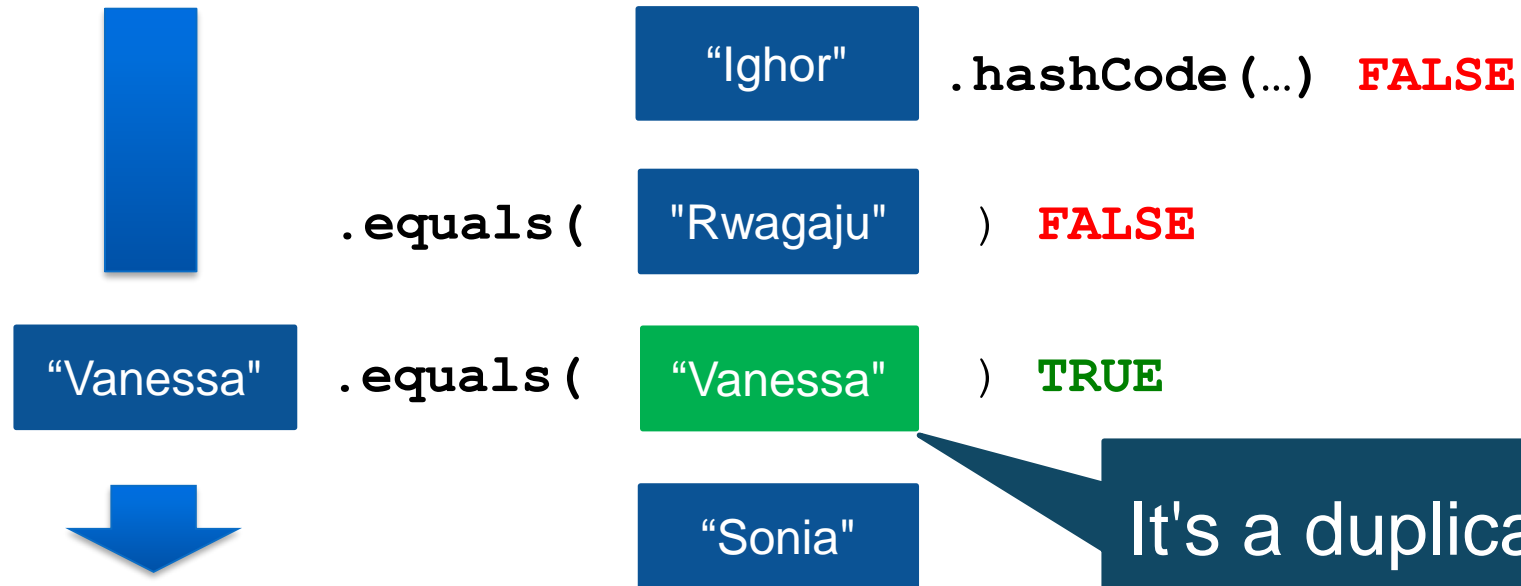 “Ighor" .hashCode(…) FALSE
.equals( "Rwagaju" ) FALSE
“Vanessa" .equals( “Vanessa" ) TRUE
“Sonia"
It's a duplica